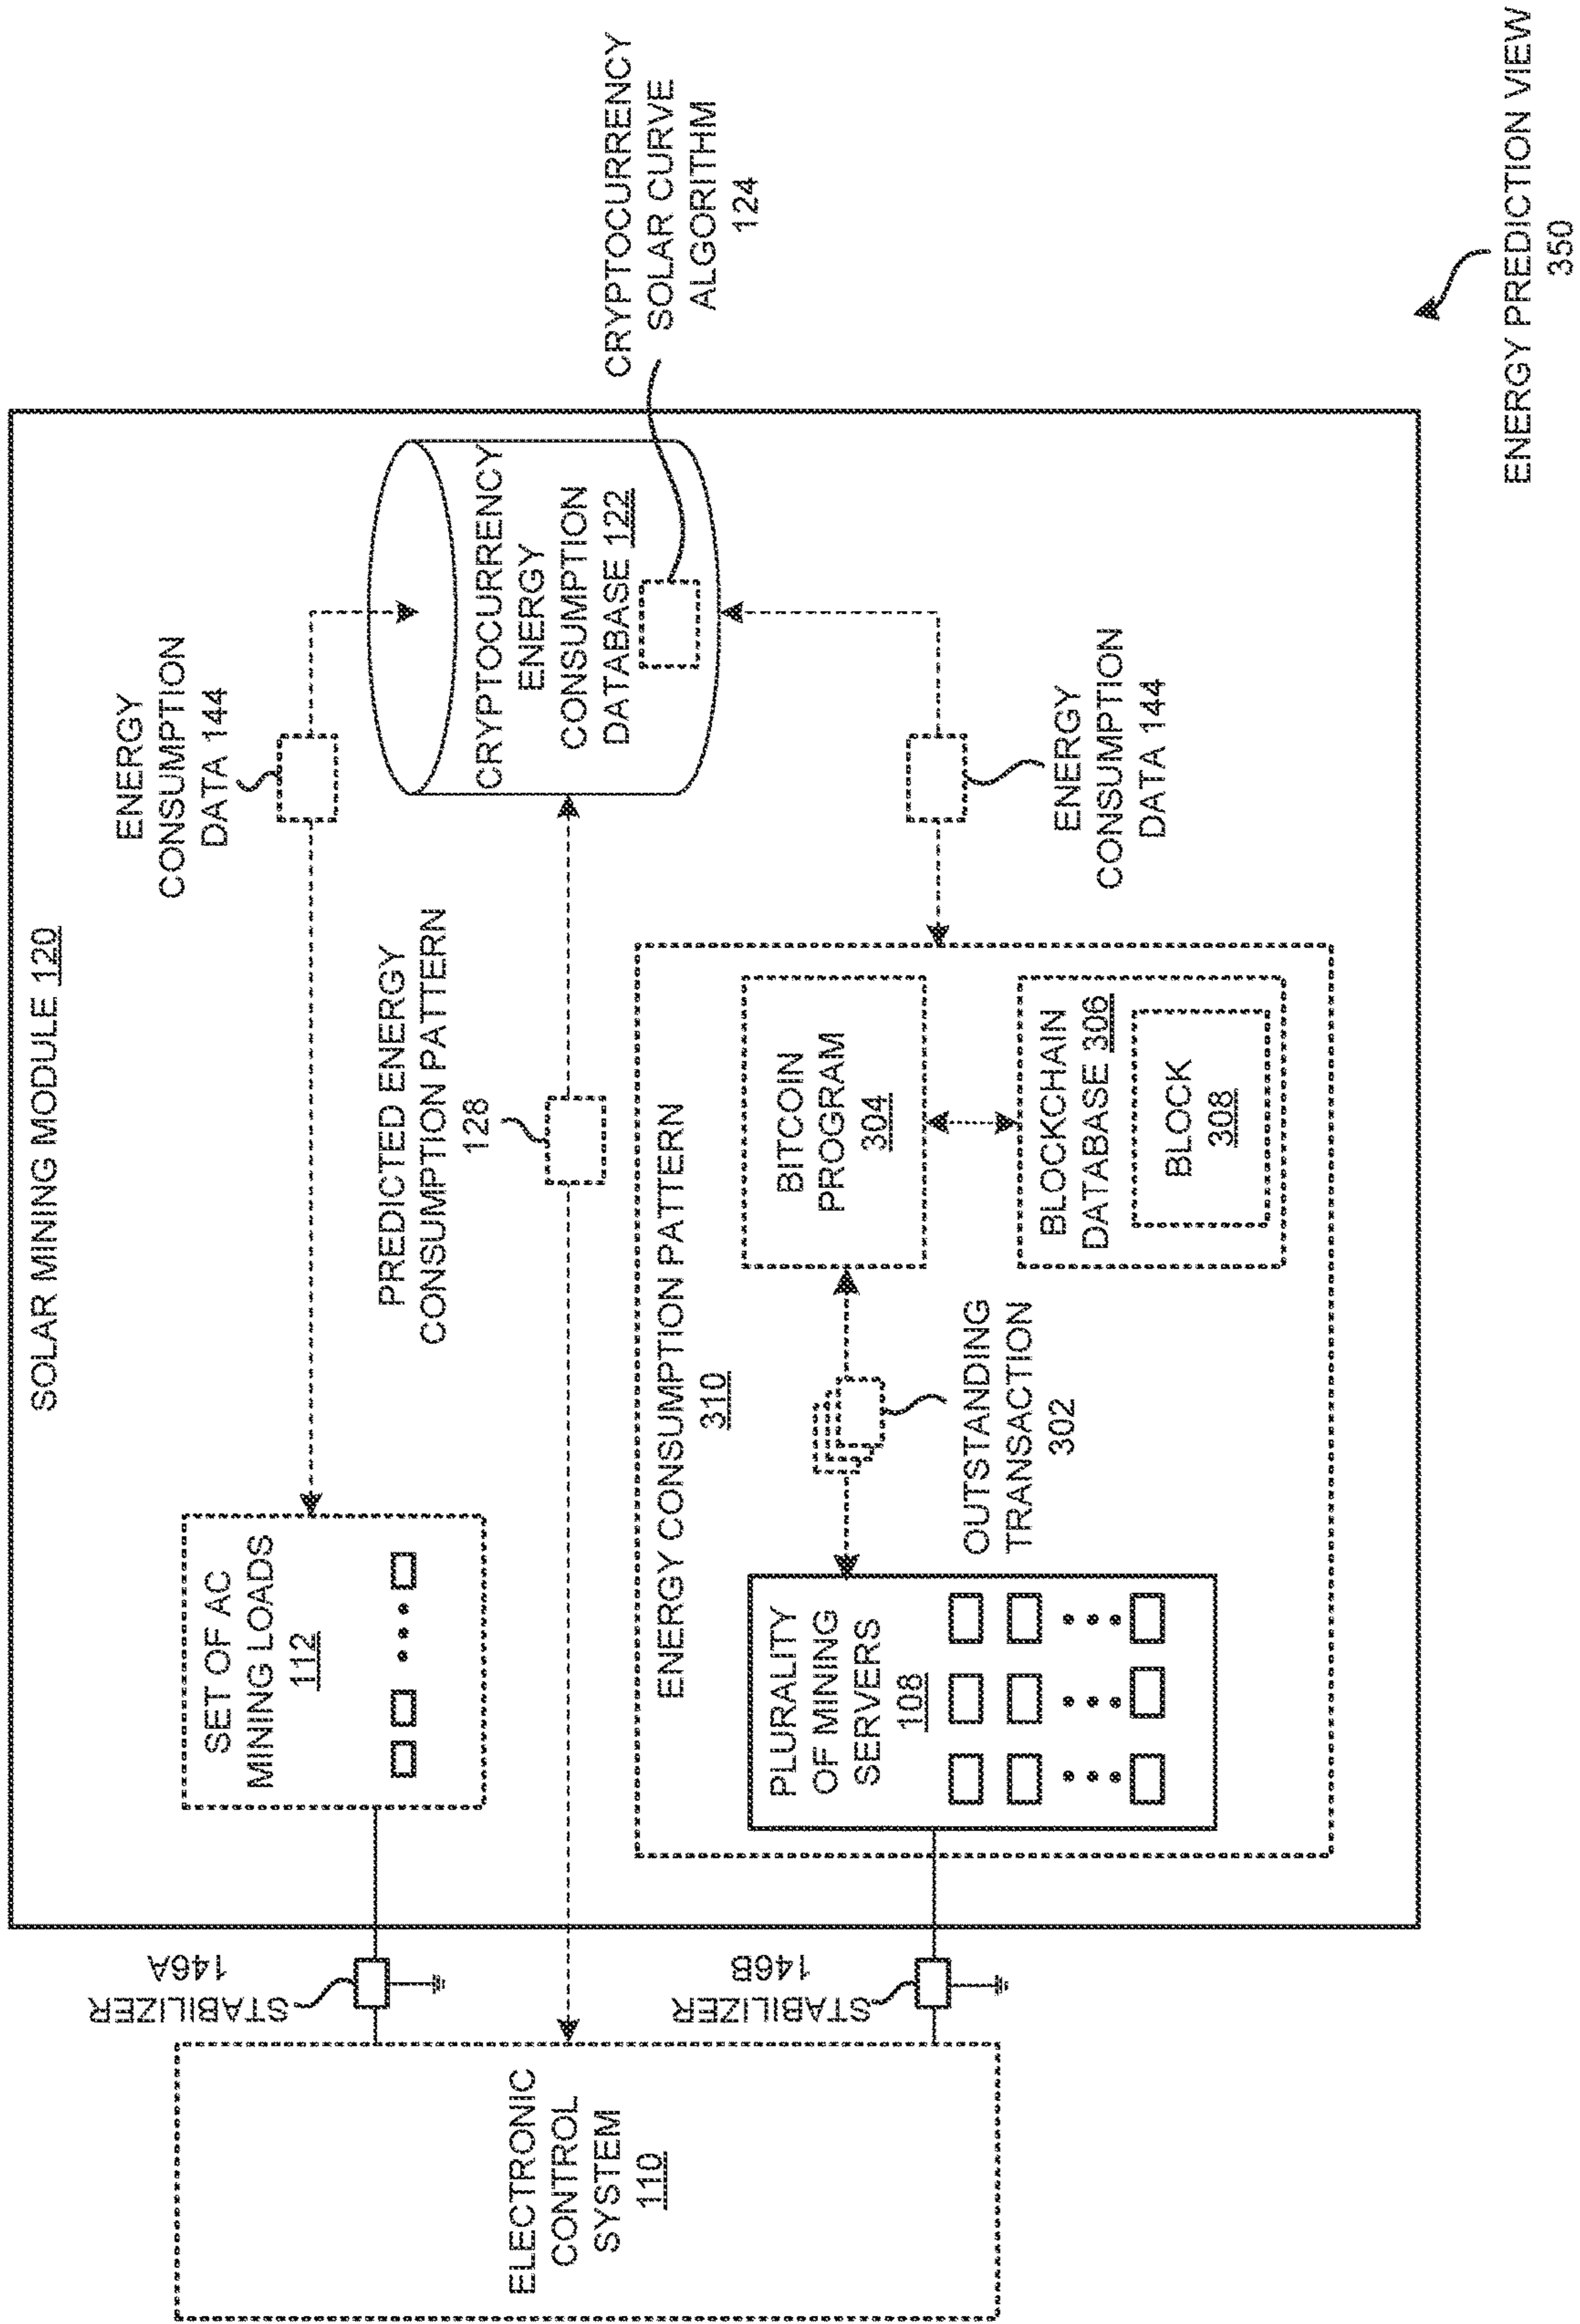 SOLAR MINING MODULE 120
STABILIZER
146A
SET OF AC
MINING LOADS
112
ENERGY
CONSUMPTION
DATA 144
ELECTRONIC
CONTROL
SYSTEM
110
PREDICTED ENERGY
CONSUMPTION PATTERN
128
CRYPTOCURRENCY
ENERGY
CONSUMPTION
DATABASE 122
CRYPTOCURRENCY
SOLAR CURVE
ALGORITHM
124
STABILIZER
146B
ENERGY CONSUMPTION PATTERN
310
PLURALITY
OF MINING
SERVERS
108
OUTSTANDING
TRANSACTION
302
BITCOIN
PROGRAM
304
BLOCKCHAIN
DATABASE 306
BLOCK
308
ENERGY
CONSUMPTION
DATA 144
ENERGY PREDICTION VIEW
350